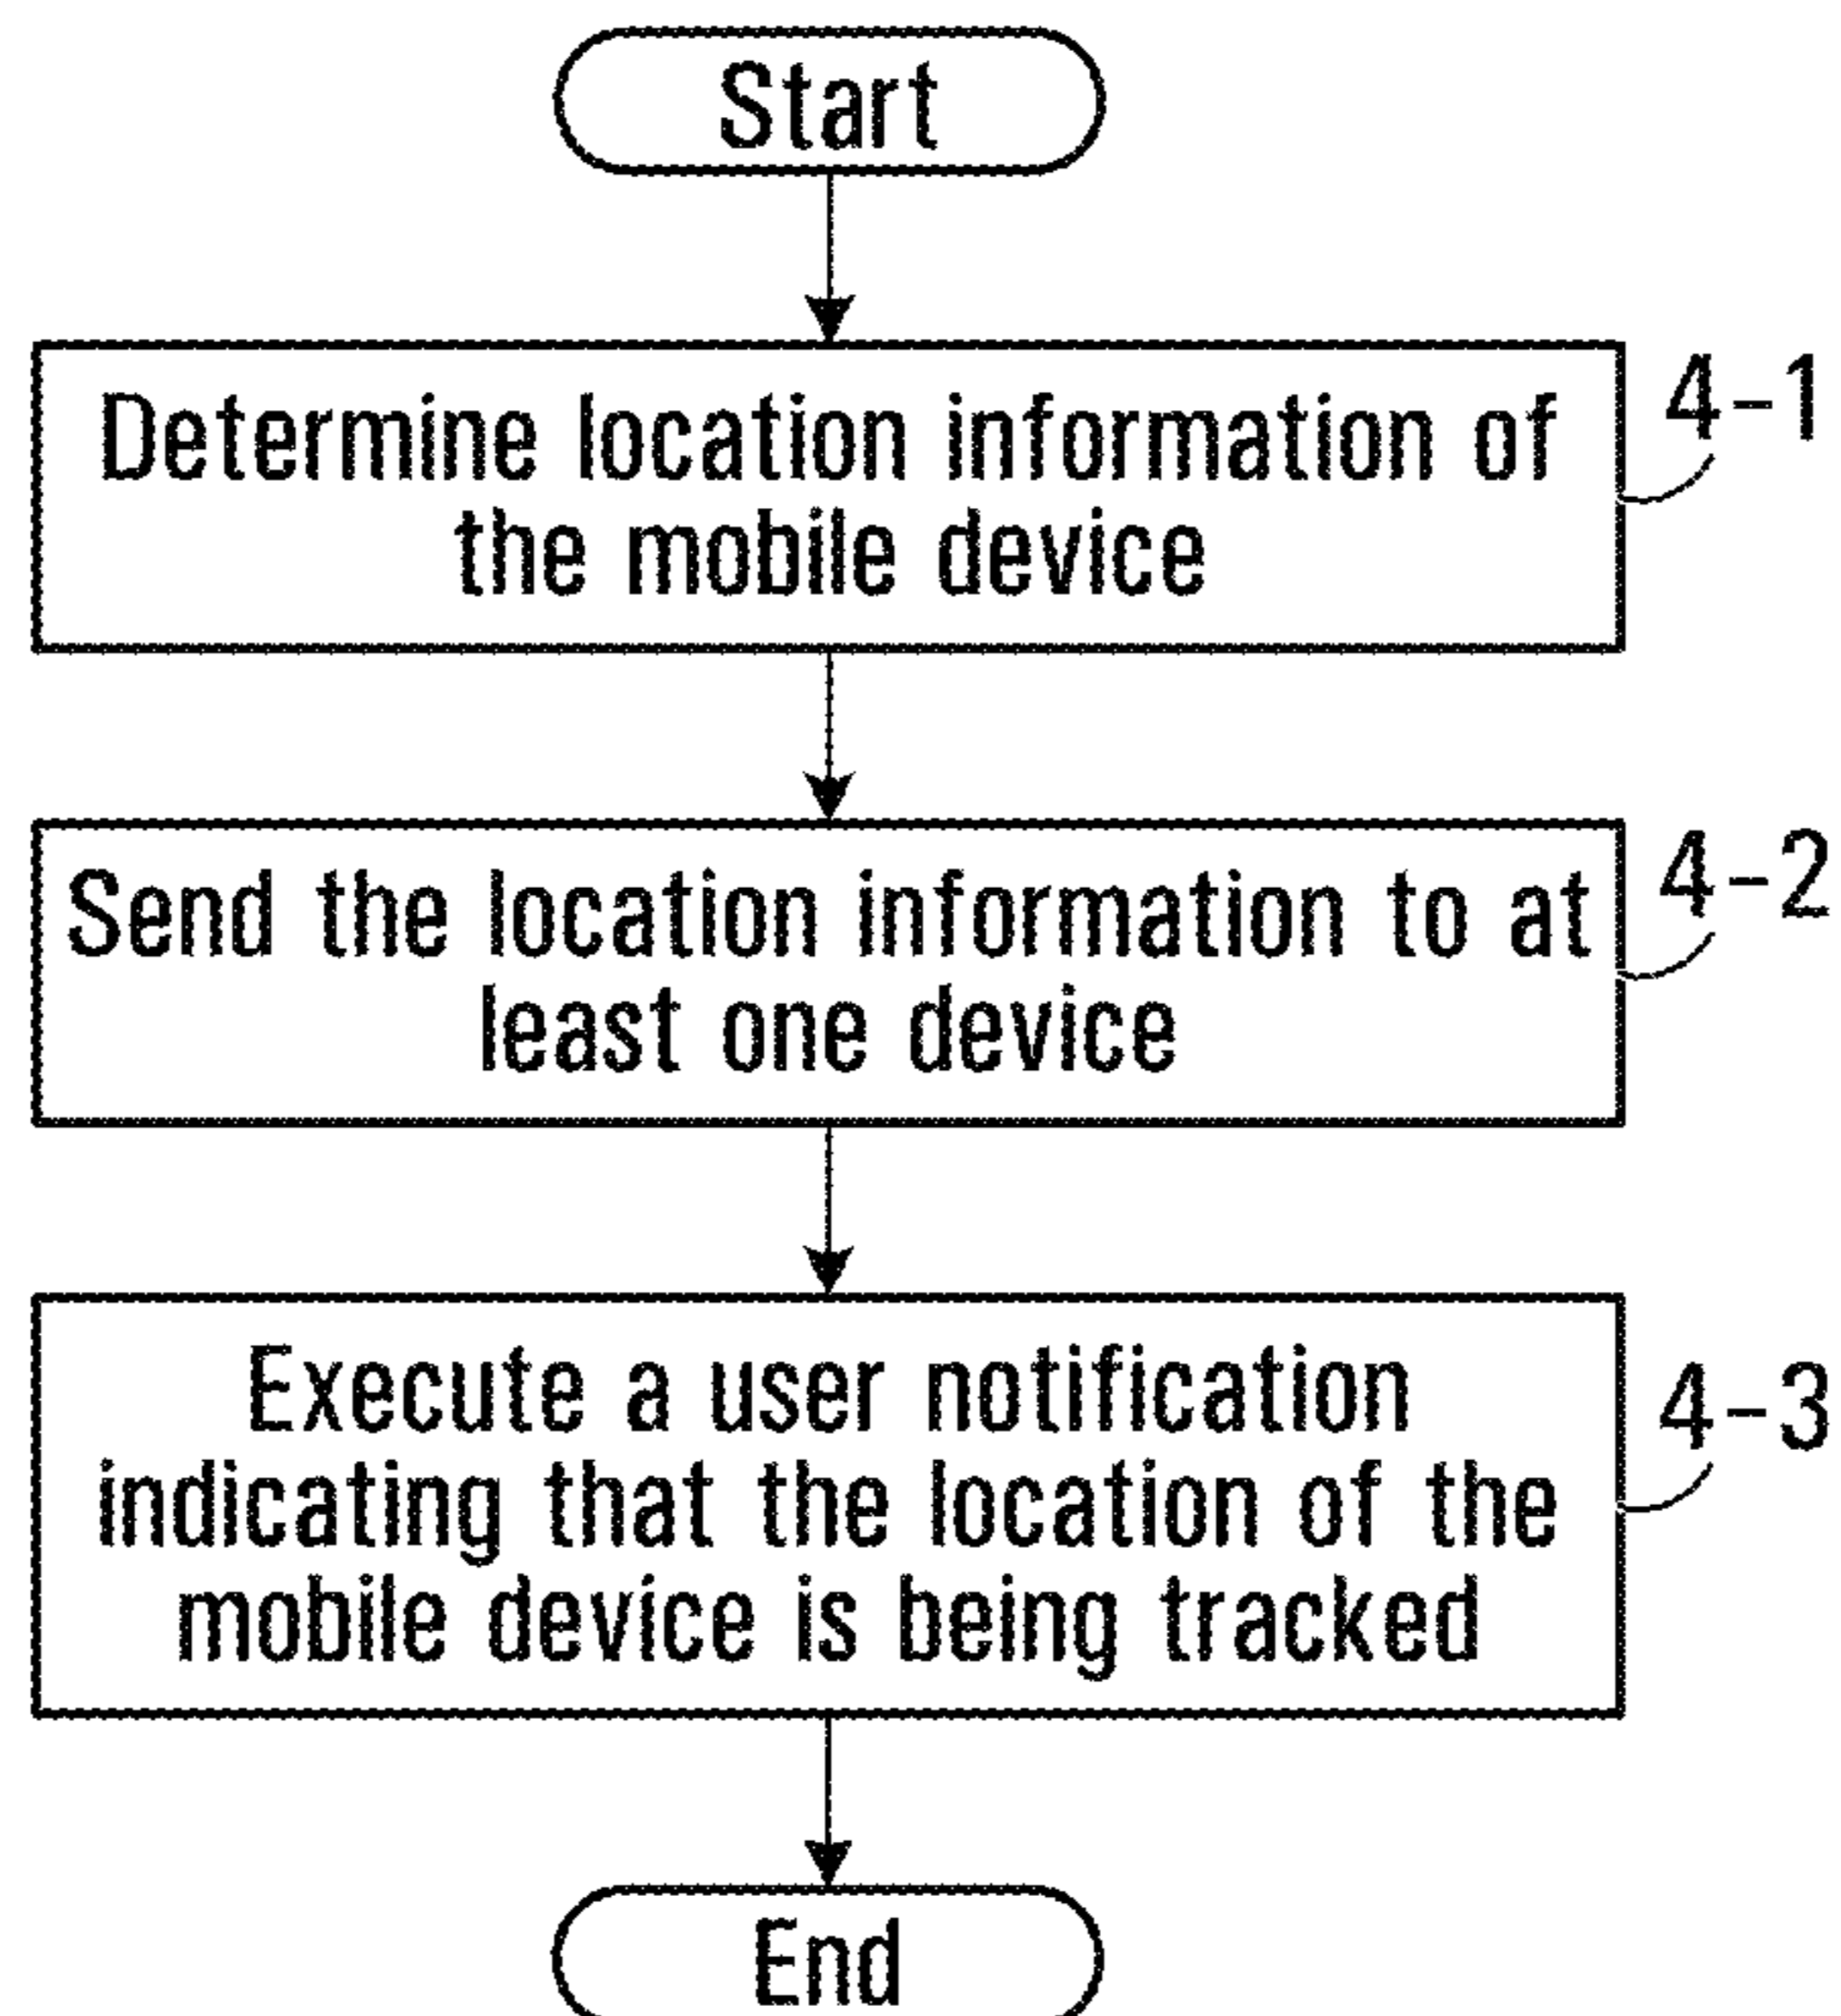 Start
Determine location information of
the mobile device
4-1
Send the location information to at
least one device
4-2
Execute a user notification
indicating that the location of the
mobile device is being tracked
4-3
End